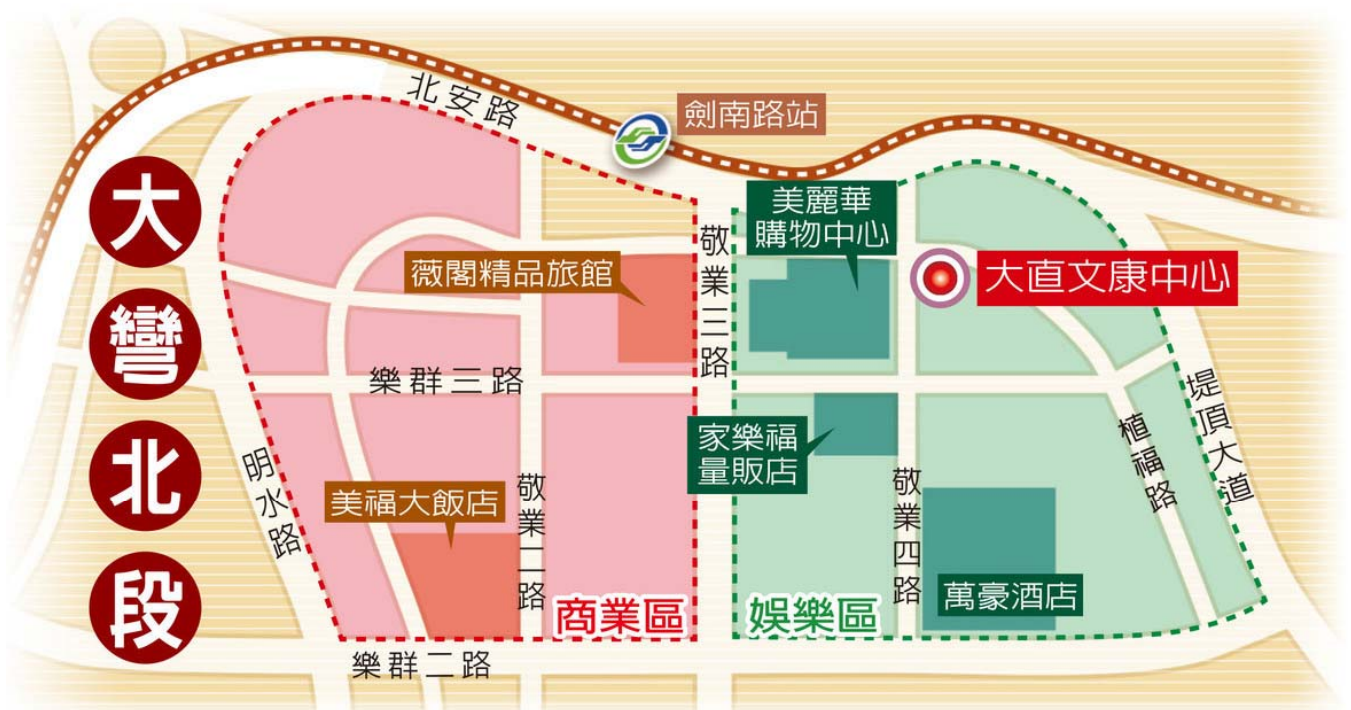 大彎北段
北安路
劍南路站
美麗華
購物中心
敬業三路
薇閣精品旅館
大直文康中心
樂群三路
堤頂大道
植福路
家樂福
量販店
明水路
美福大飯店
敬業二路
敬業四路
萬豪酒店
商業區
娛樂區
樂群二路